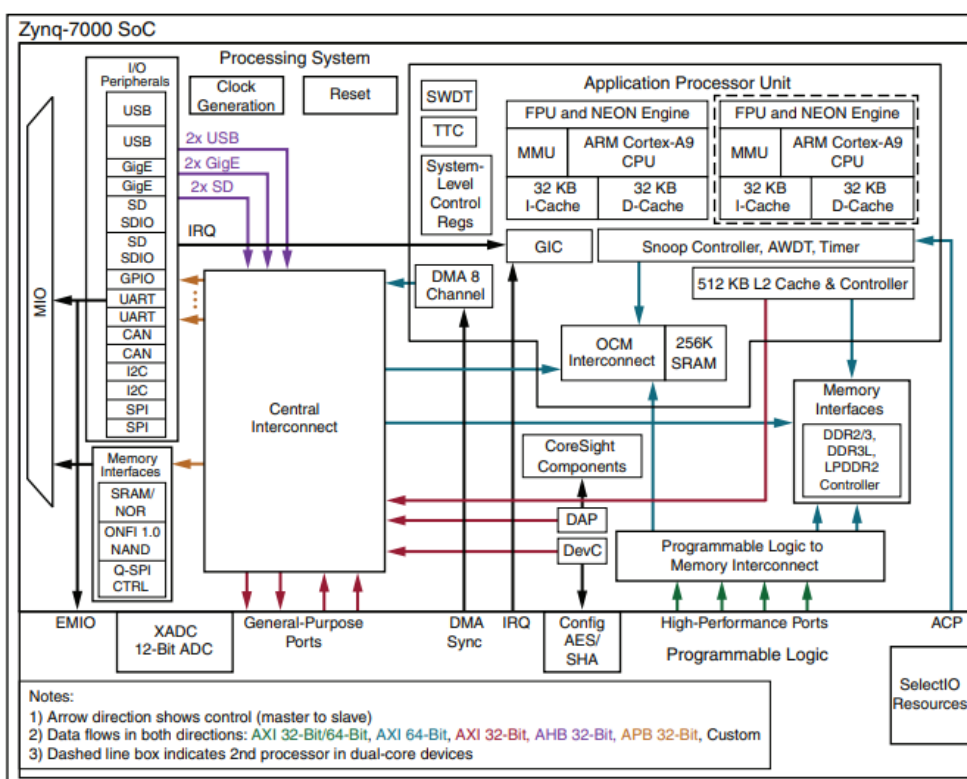 Zynq-7000 SoC
Processing System
I/O
Peripherals
USB
USB
GigE
GigE
SD
SDIO
SD
SDIO
GPIO
UART
UART
CAN
CAN
I2C
I2C
SPI
SPI
MIO
Clock
Generation
Reset
2x USB
2x GigE
2x SD
IRQ
Application Processor Unit
SWDT
TTC
System-
Level
Control
Regs
FPU and NEON Engine
MMU
ARM Cortex-A9
CPU
32 KB
I-Cache
32 KB
D-Cache
FPU and NEON Engine
MMU
ARM Cortex-A9
CPU
32 KB
I-Cache
32 KB
D-Cache
GIC
Snoop Controller, AWDT, Timer
DMA 8
Channel
512 KB L2 Cache & Controller
OCM
Interconnect
256K
SRAM
Central
Interconnect
Memory
Interfaces
DDR2/3,
DDR3L,
LPDDR2
Controller
CoreSight
Components
DAP
DevC
Programmable Logic to
Memory Interconnect
Memory
Interfaces
SRAM/
NOR
ONFI 1.0
NAND
Q-SPI
CTRL
EMIO
XADC
12-Bit ADC
General-Purpose
Ports
DMA
Sync
IRQ
Config
AES/
SHA
High-Performance Ports
ACP
Programmable Logic
SelectIO
Resources
Notes:
1) Arrow direction shows control (master to slave)
2) Data flows in both directions: AXI 32-Bit/64-Bit, AXI 64-Bit, AXI 32-Bit, AHB 32-Bit, APB 32-Bit, Custom
3) Dashed line box indicates 2nd processor in dual-core devices